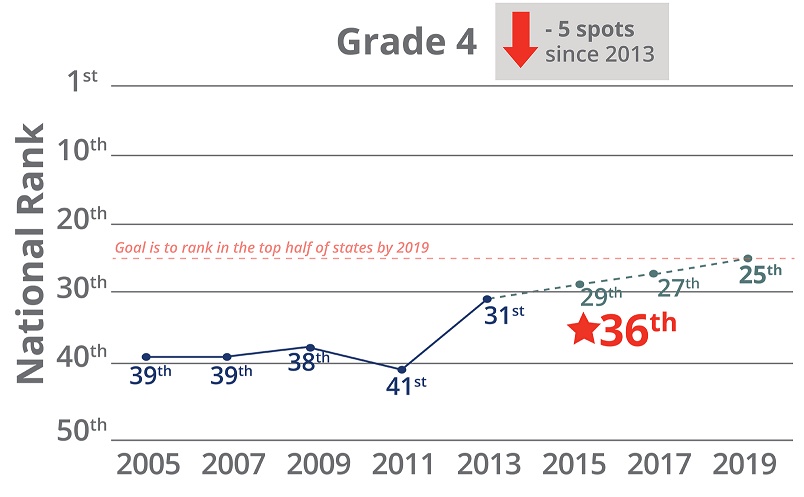 Grade 4
- 5 spots
since 2013
National Rank
1st
10th
20th
Goal is to rank in the top half of states by 2019
30th
40th
50th
39th
39th
38th
41st
31st
29th
27th
25th
36th
2005 2007 2009 2011 2013 2015 2017 2019